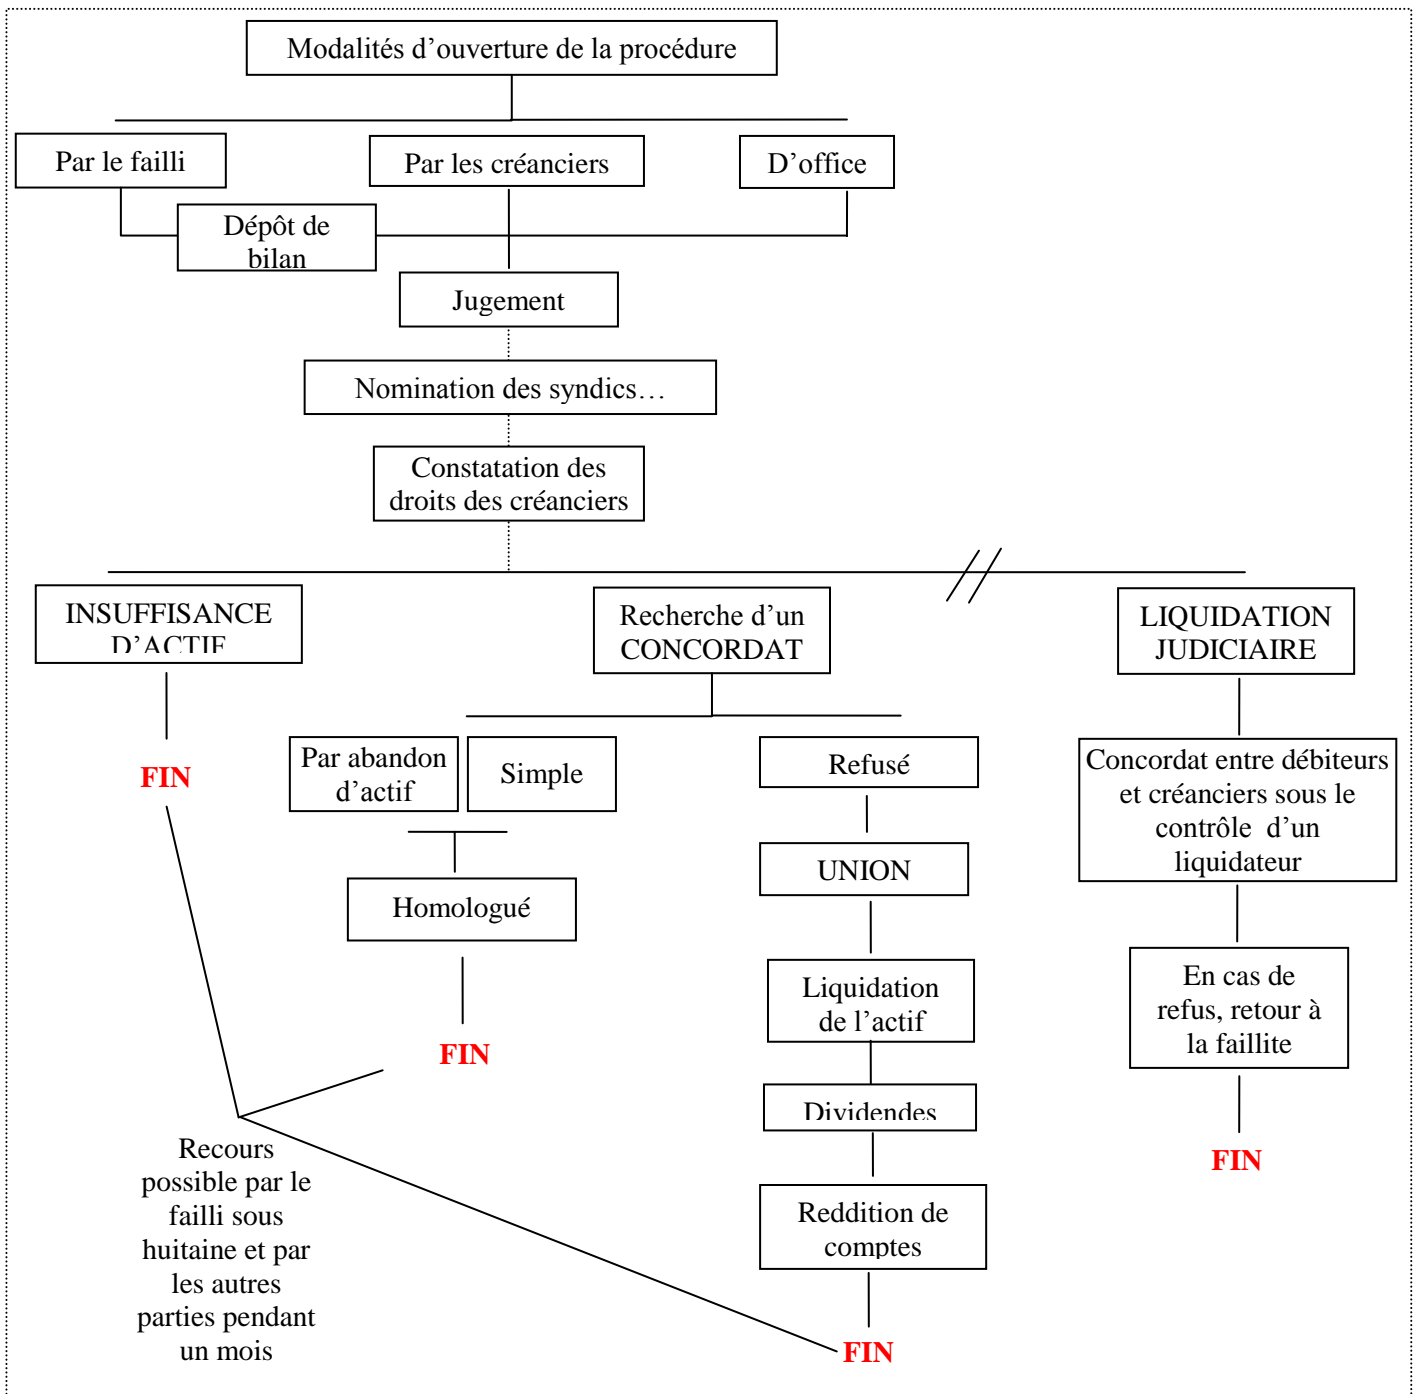 Modalités d’ouverture de la procédure
Par le failli
Par les créanciers
D’office
Dépôt de
bilan
Jugement
Nomination des syndics…
Constatation des
droits des créanciers
INSUFFISANCE
D’ACTIF
Recherche d’un
CONCORDAT
LIQUIDATION
JUDICIAIRE
FIN
Par abandon
d’actif
Simple
Refusé
Concordat entre débiteurs
et créanciers sous le
contrôle d’un
liquidateur
Homologué
UNION
FIN
Liquidation
de l’actif
En cas de
refus, retour à
la faillite
Dividendes
FIN
Recours
possible par le
failli sous
huitaine et par
les autres
parties pendant
un mois
Reddition de
comptes
FIN